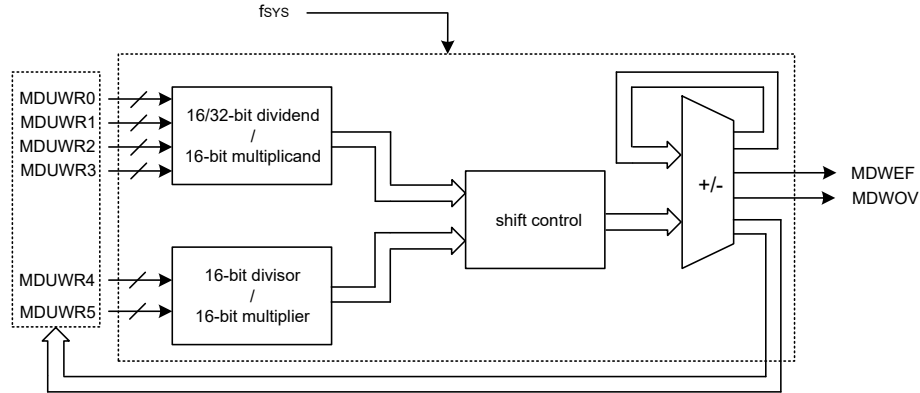 fSYS
MDUWR0
MDUWR1
MDUWR2
MDUWR3
16/32-bit dividend
/
16-bit multiplicand
shift control
+/-
MDWEF
MDWOV
MDUWR4
MDUWR5
16-bit divisor
/
16-bit multiplier